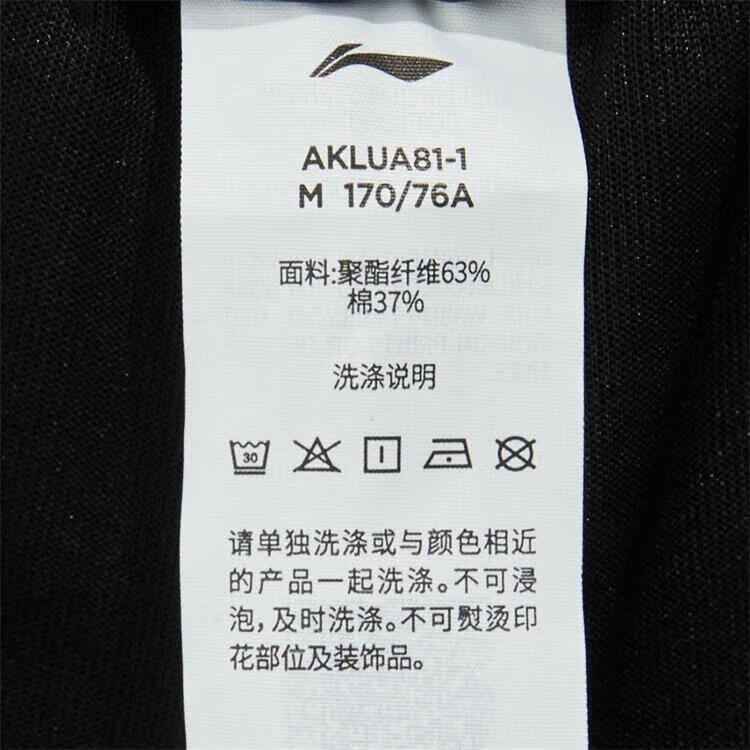 AKLUA81-1
M 170/76A
面料:聚酯纤维63%
棉37%
洗涤说明
30
请单独洗涤或与颜色相近
的产品一起洗涤。不可浸
泡,及时洗涤。不可熨烫印
花部位及装饰品。